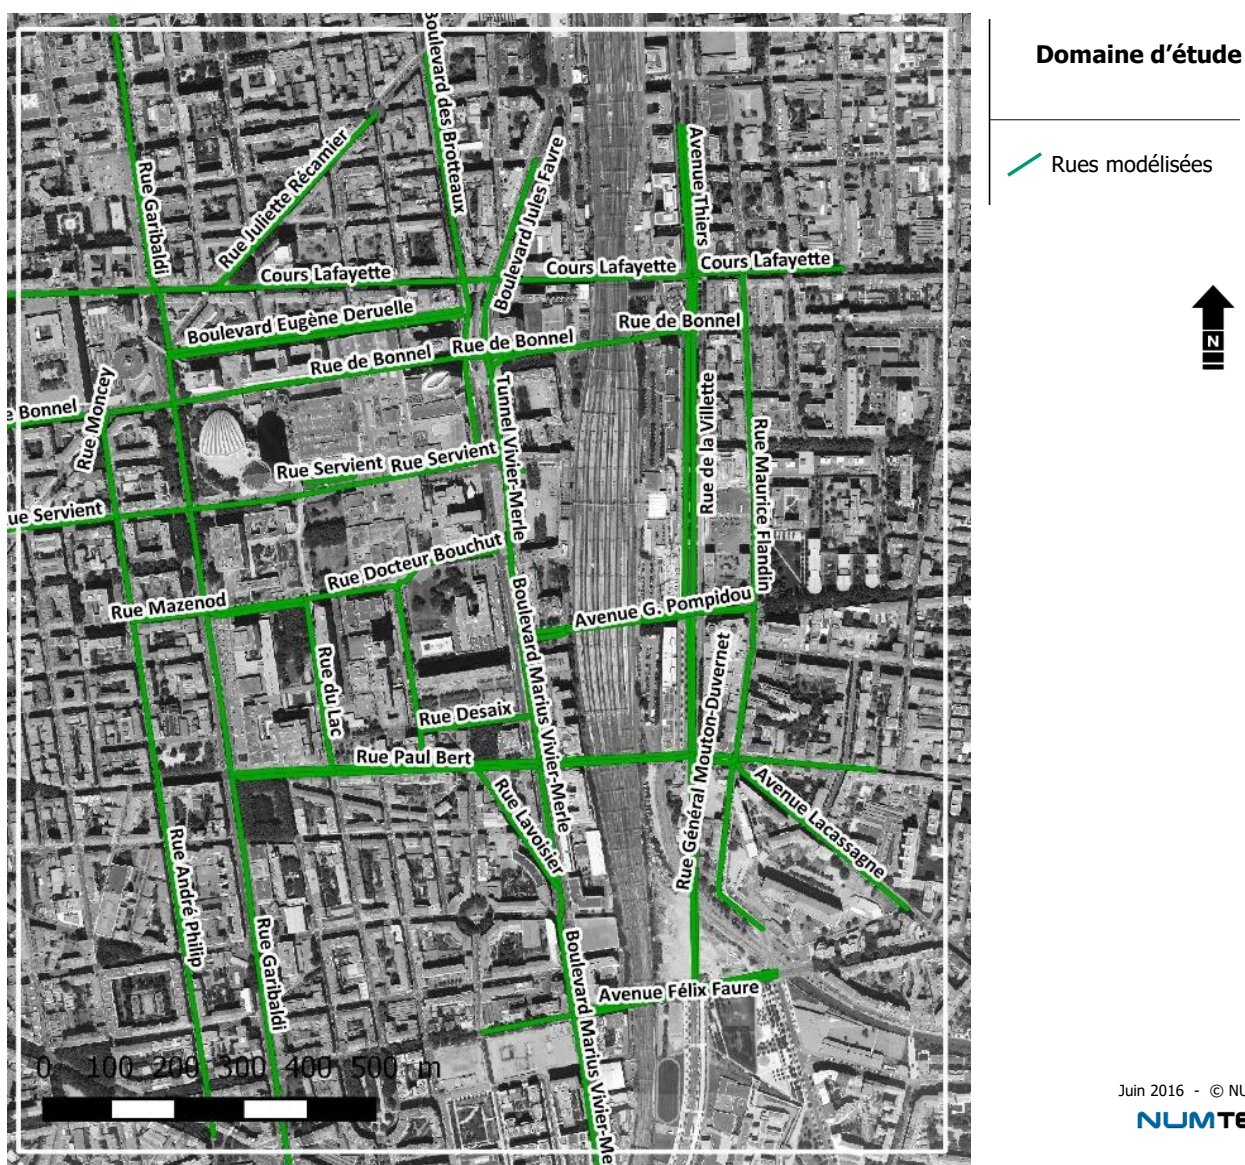 Domaine d'étude
Rues modélisées
N
Boulevard des Brotteaux
Rue Garibaldi
Rue Juliette Récamier
Boulevard Jules Favre
Avenue Thiers
Cours Lafayette
Cours Lafayette
Cours Lafayette
Boulevard Eugène Deruelle
Rue de Bonnel
Rue de Bonnel
Rue de Bonnel
e Bonnel
Rue Moncey
Tunnel Vivier-Merle
Rue de la Villette
Rue Maurice Flandin
Rue Servient
Rue Servient
ue Servient
Rue Docteur Bouchut
Rue Mazenod
Avenue G. Pompidou
Boulevard Marius Vivier-Merle
Rue du Lac
Rue Desaix
Rue Général Mouton-Duvernet
Rue Paul Bert
Rue Lavoisier
Avenue Lacassagne
Rue André Philip
Rue Garibaldi
Avenue Félix Faure
Boulevard Marius Vivier-Me
0 100 200 300 400 500 m
Juin 2016 - © NU
NUMTE